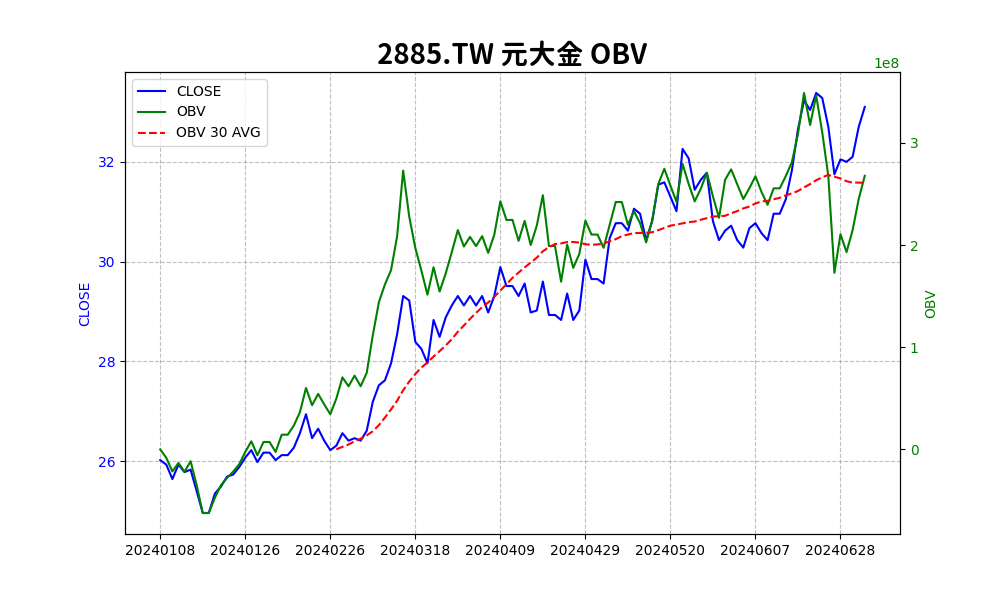 2885.TW 元大金 OBV
1e8
CLOSE
OBV
OBV 30 AVG
32
30
28
26
CLOSE
3
2
1
0
OBV
20240108 20240126 20240226 20240318 20240409 20240429 20240520 20240607 20240628